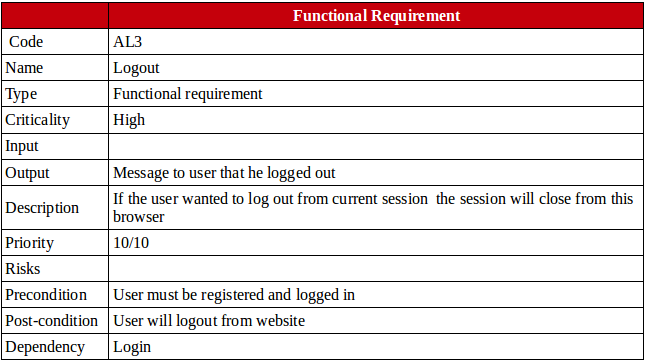 Functional Requirement
Code AL3
Name Logout
Type Functional requirement
Criticality High
Input
Output Message to user that he logged out
Description If the user wanted to log out from current session the session will close from this
browser
Priority 10/10
Risks
Precondition User must be registered and logged in
Post-condition User will logout from website
Dependency Login